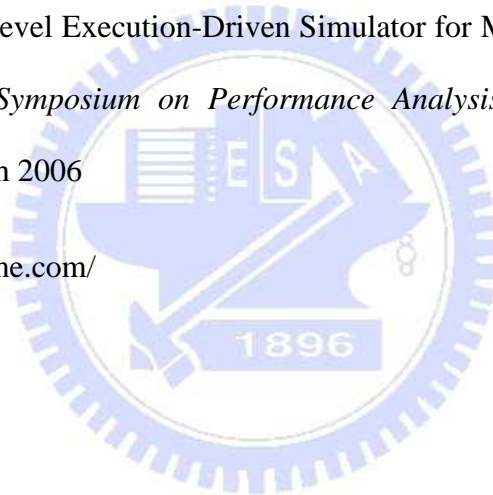 evel Execution-Driven Simulator for M
Symposium on Performance Analysis
h 2006
ne.com/
E S A
1896